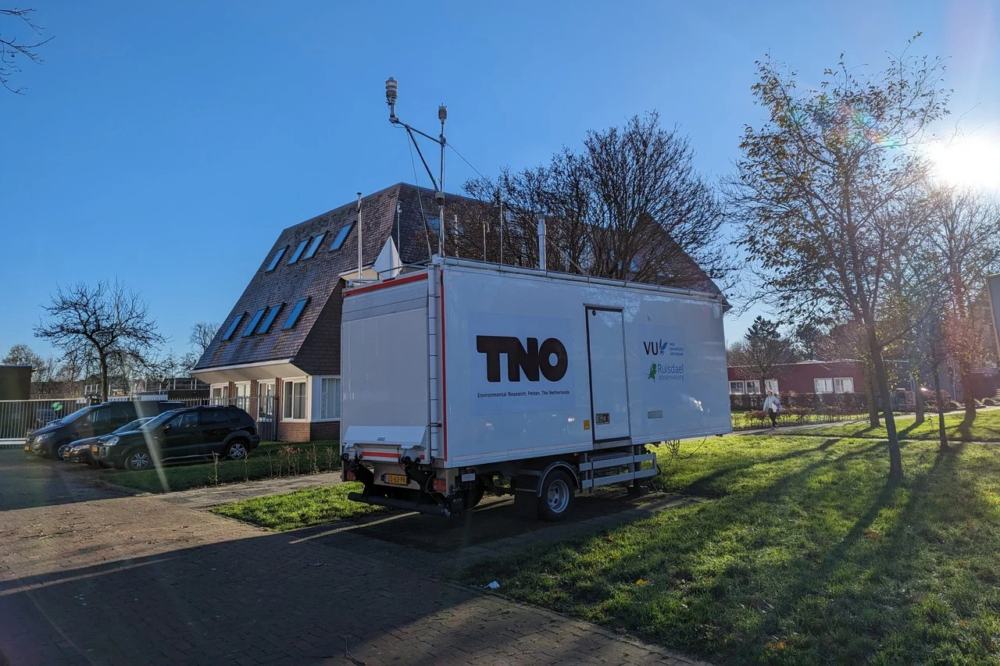 TNO
Environmental Research; Petten, The Netherlands
VU
Ruisdael
observatory